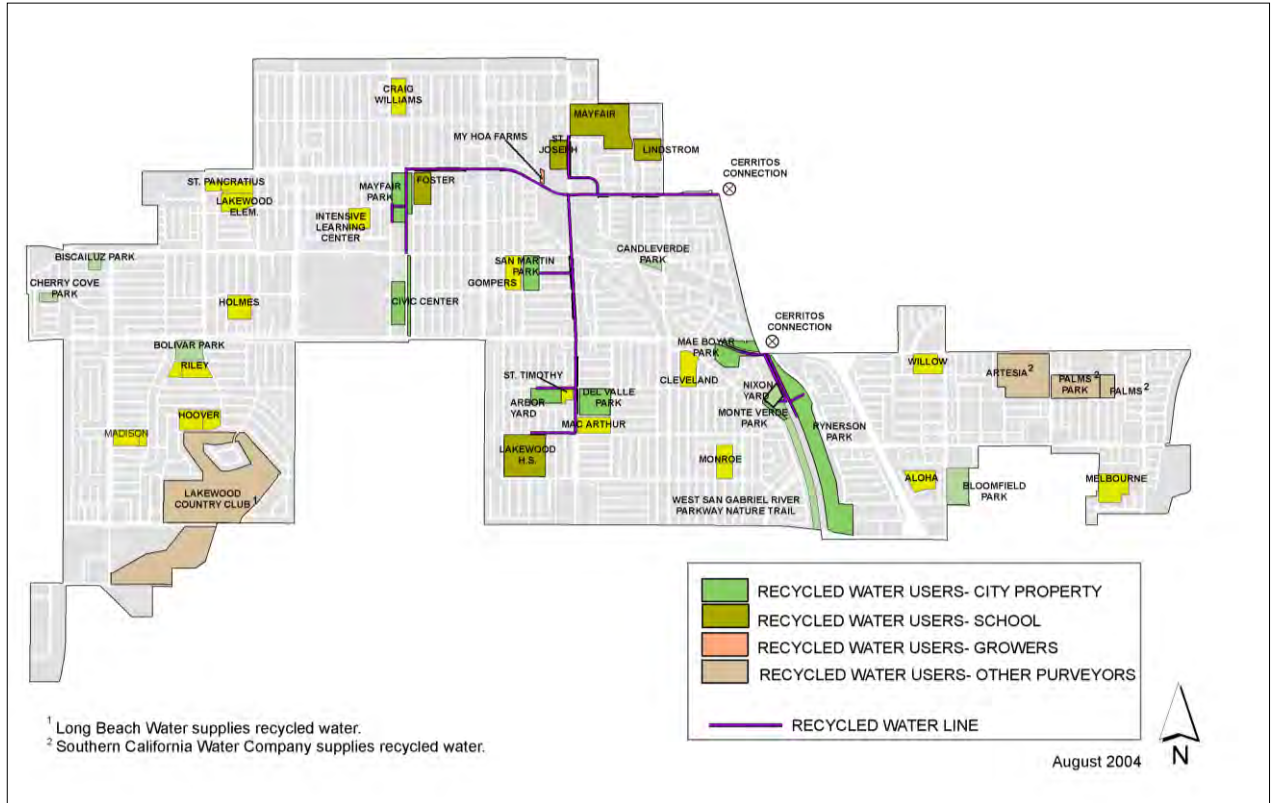 CRAIG
WILLIAMS
MAYFAIR
MY HOA FARMS
ST.
JOSEPH
LINDSTROM
CERRITOS
CONNECTION
ST. PANCRATIUS
LAKEWOOD
ELEM.
MAYFAIR
PARK
FOSTER
INTENSIVE
LEARNING
CENTER
BISCAILUZ PARK
CHERRY COVE
PARK
SAN MARTIN
PARK
GOMPERS
CANDLEVERDE
PARK
HOLMES
CIVIC CENTER
CERRITOS
CONNECTION
BOLIVAR PARK
RILEY
MAE BOYAR
PARK
CLEVELAND
WILLOW
ARTESIA 2
PALMS 2
PARK
PALMS 2
ST. TIMOTHY
ARBOR
YARD
DEL VALLE
PARK
MAC ARTHUR
NIXON
YARD
MONTE VERDE
PARK
RYNERSON
PARK
HOOVER
MADISON
LAKEWOOD
H.S.
MONROE
ALOHA
BLOOMFIELD
PARK
MELBOURNE
LAKEWOOD
COUNTRY CLUB 1
WEST SAN GABRIEL RIVER
PARKWAY NATURE TRAIL
RECYCLED WATER USERS- CITY PROPERTY
RECYCLED WATER USERS- SCHOOL
RECYCLED WATER USERS- GROWERS
RECYCLED WATER USERS- OTHER PURVEYORS
RECYCLED WATER LINE
1 Long Beach Water supplies recycled water.
2 Southern California Water Company supplies recycled water.
August 2004
N